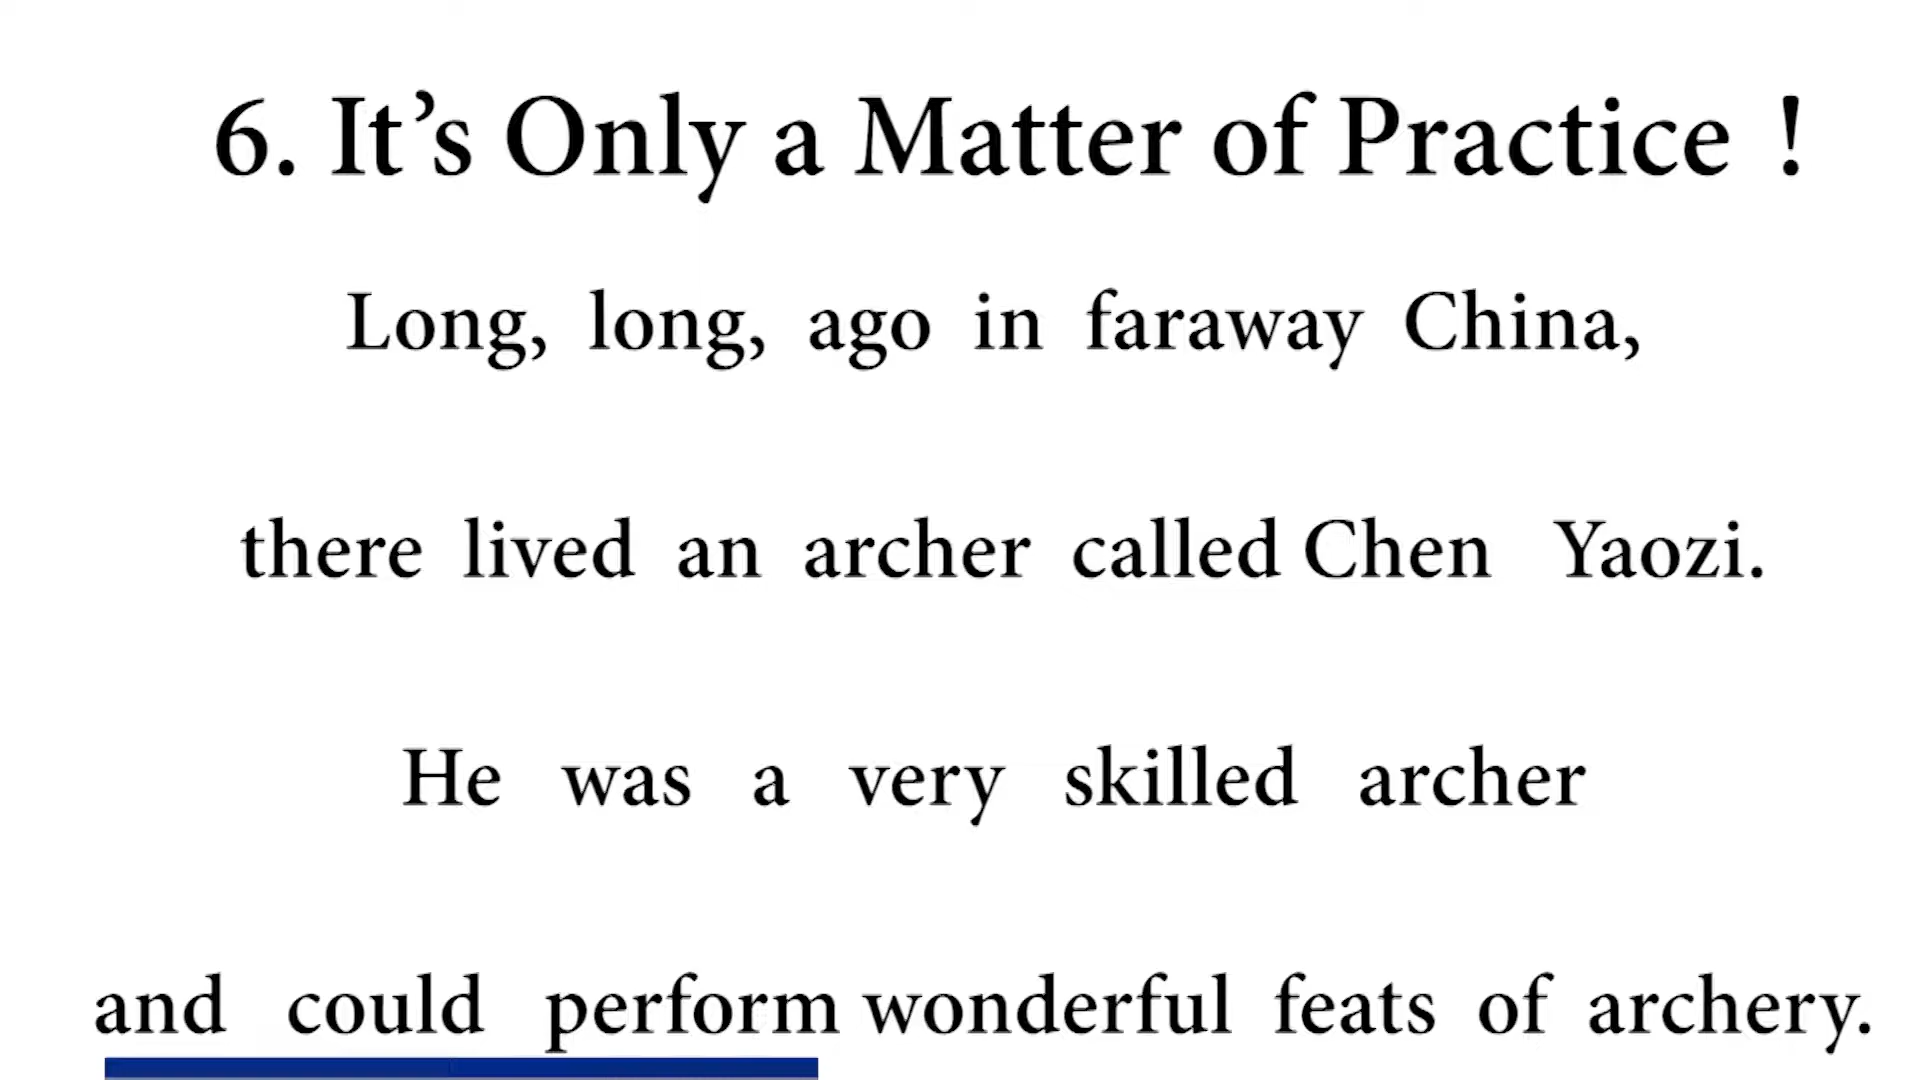 6. It’s Only a Matter of Practice !
Long, long, ago in faraway China,
there lived an archer called Chen Yaozi.
He was a very skilled archer
and could perform wonderful feats of archery.